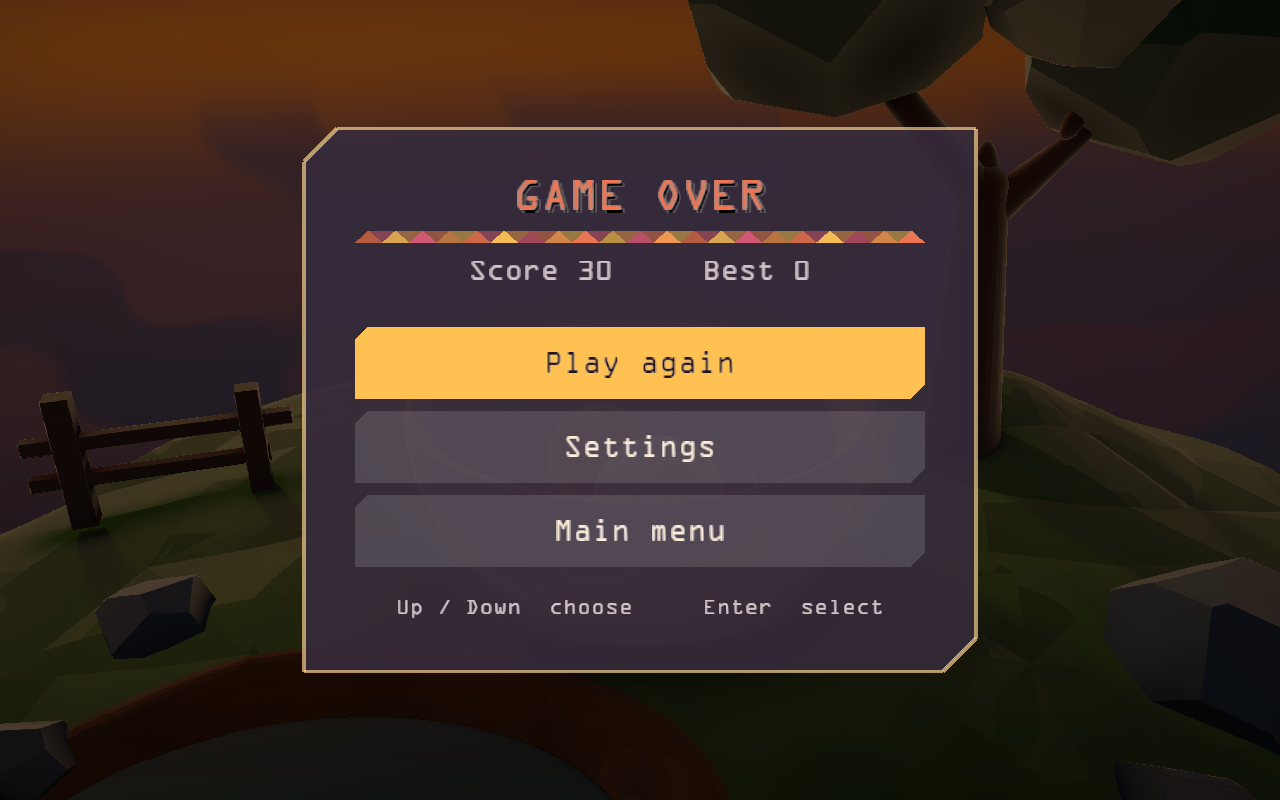 GAME OVER
Score 30 Best 0
Play again
Settings
Main menu
Up / Down choose Enter select